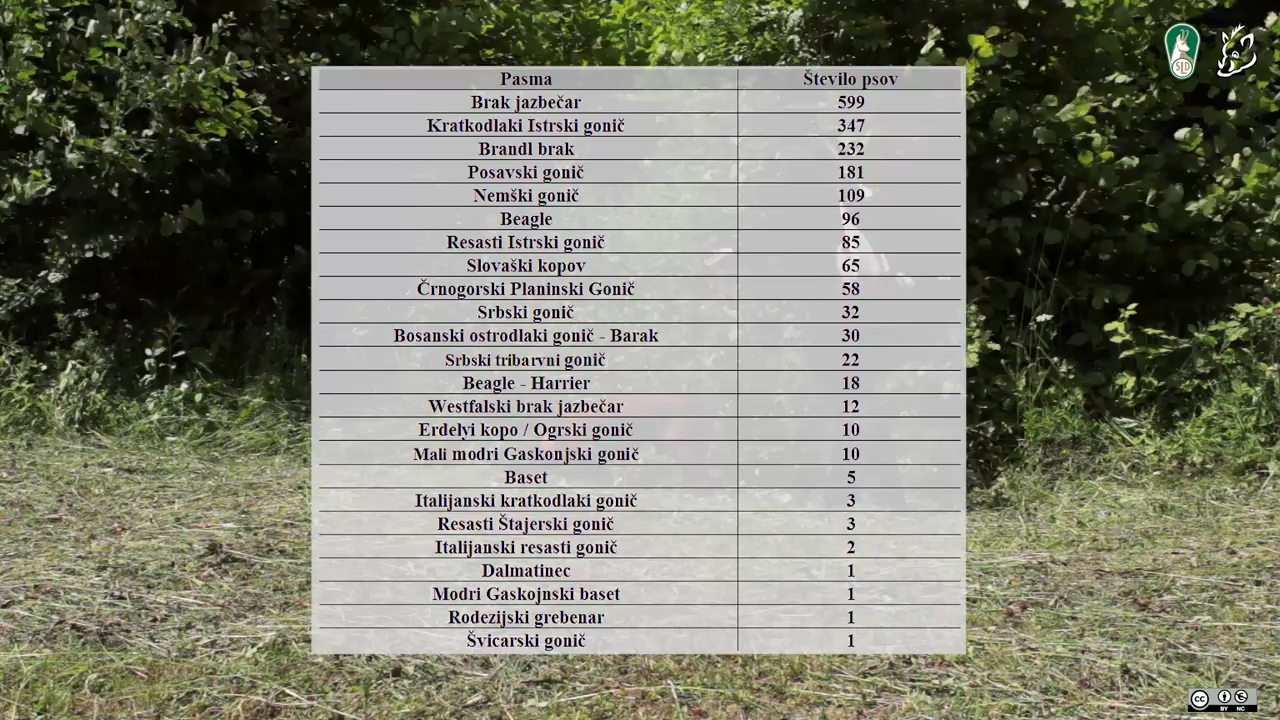 Pasma Število psov
Brak jazbečar 599
Kratkodlaki Istrski gonič 347
Brandl brak 232
Posavski gonič 181
Nemški gonič 109
Beagle 96
Resasti Istrski gonič 85
Slovaški kopov 65
Črnogorski Planinski Gonič 58
Srbski gonič 32
Bosanski ostrodlaki gonič - Barak 30
Srbski tribarvni gonič 22
Beagle - Harrier 18
Westfalski brak jazbečar 12
Erdelyi kopo / Ogrski gonič 10
Mali modri Gaskonjski gonič 10
Baset 5
Italijanski kratkodlaki gonič 3
Resasti Štajerski gonič 3
Italijanski resasti gonič 2
Dalmatinec 1
Modri Gaskojnski baset 1
Rodezijski grebenar 1
Švicarski gonič 1
SLD
CC BY NC